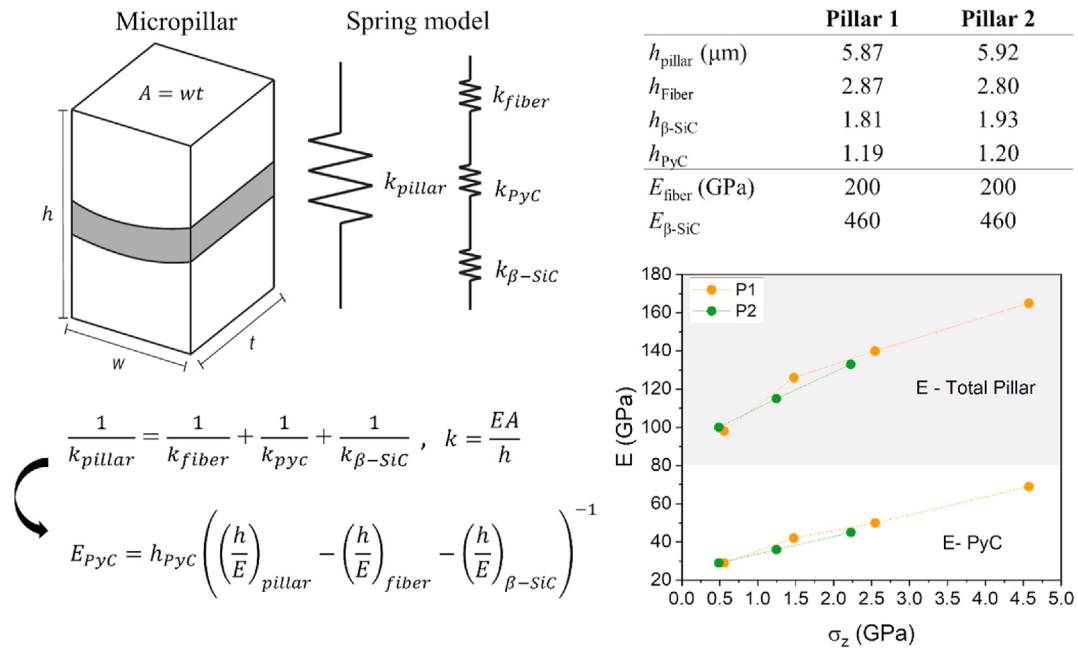 Micropillar
Spring model
A = wt
h
w
t
k_pillar
k_fiber
k_PyC
k_β−SiC
1/k_pillar = 1/k_fiber + 1/k_pyc + 1/k_β−SiC , k = EA/h
E_PyC = h_PyC((h/E)_pillar − (h/E)_fiber − (h/E)_β−SiC)^−1
Pillar 1 Pillar 2
h_pillar (μm) 5.87 5.92
h_Fiber 2.87 2.80
h_β-SiC 1.81 1.93
h_PyC 1.19 1.20
E_fiber (GPa) 200 200
E_β-SiC 460 460
P1
P2
E - Total Pillar
E- PyC
E (GPa)
180
160
140
120
100
80
60
40
20
0.0 0.5 1.0 1.5 2.0 2.5 3.0 3.5 4.0 4.5 5.0
σ_z (GPa)